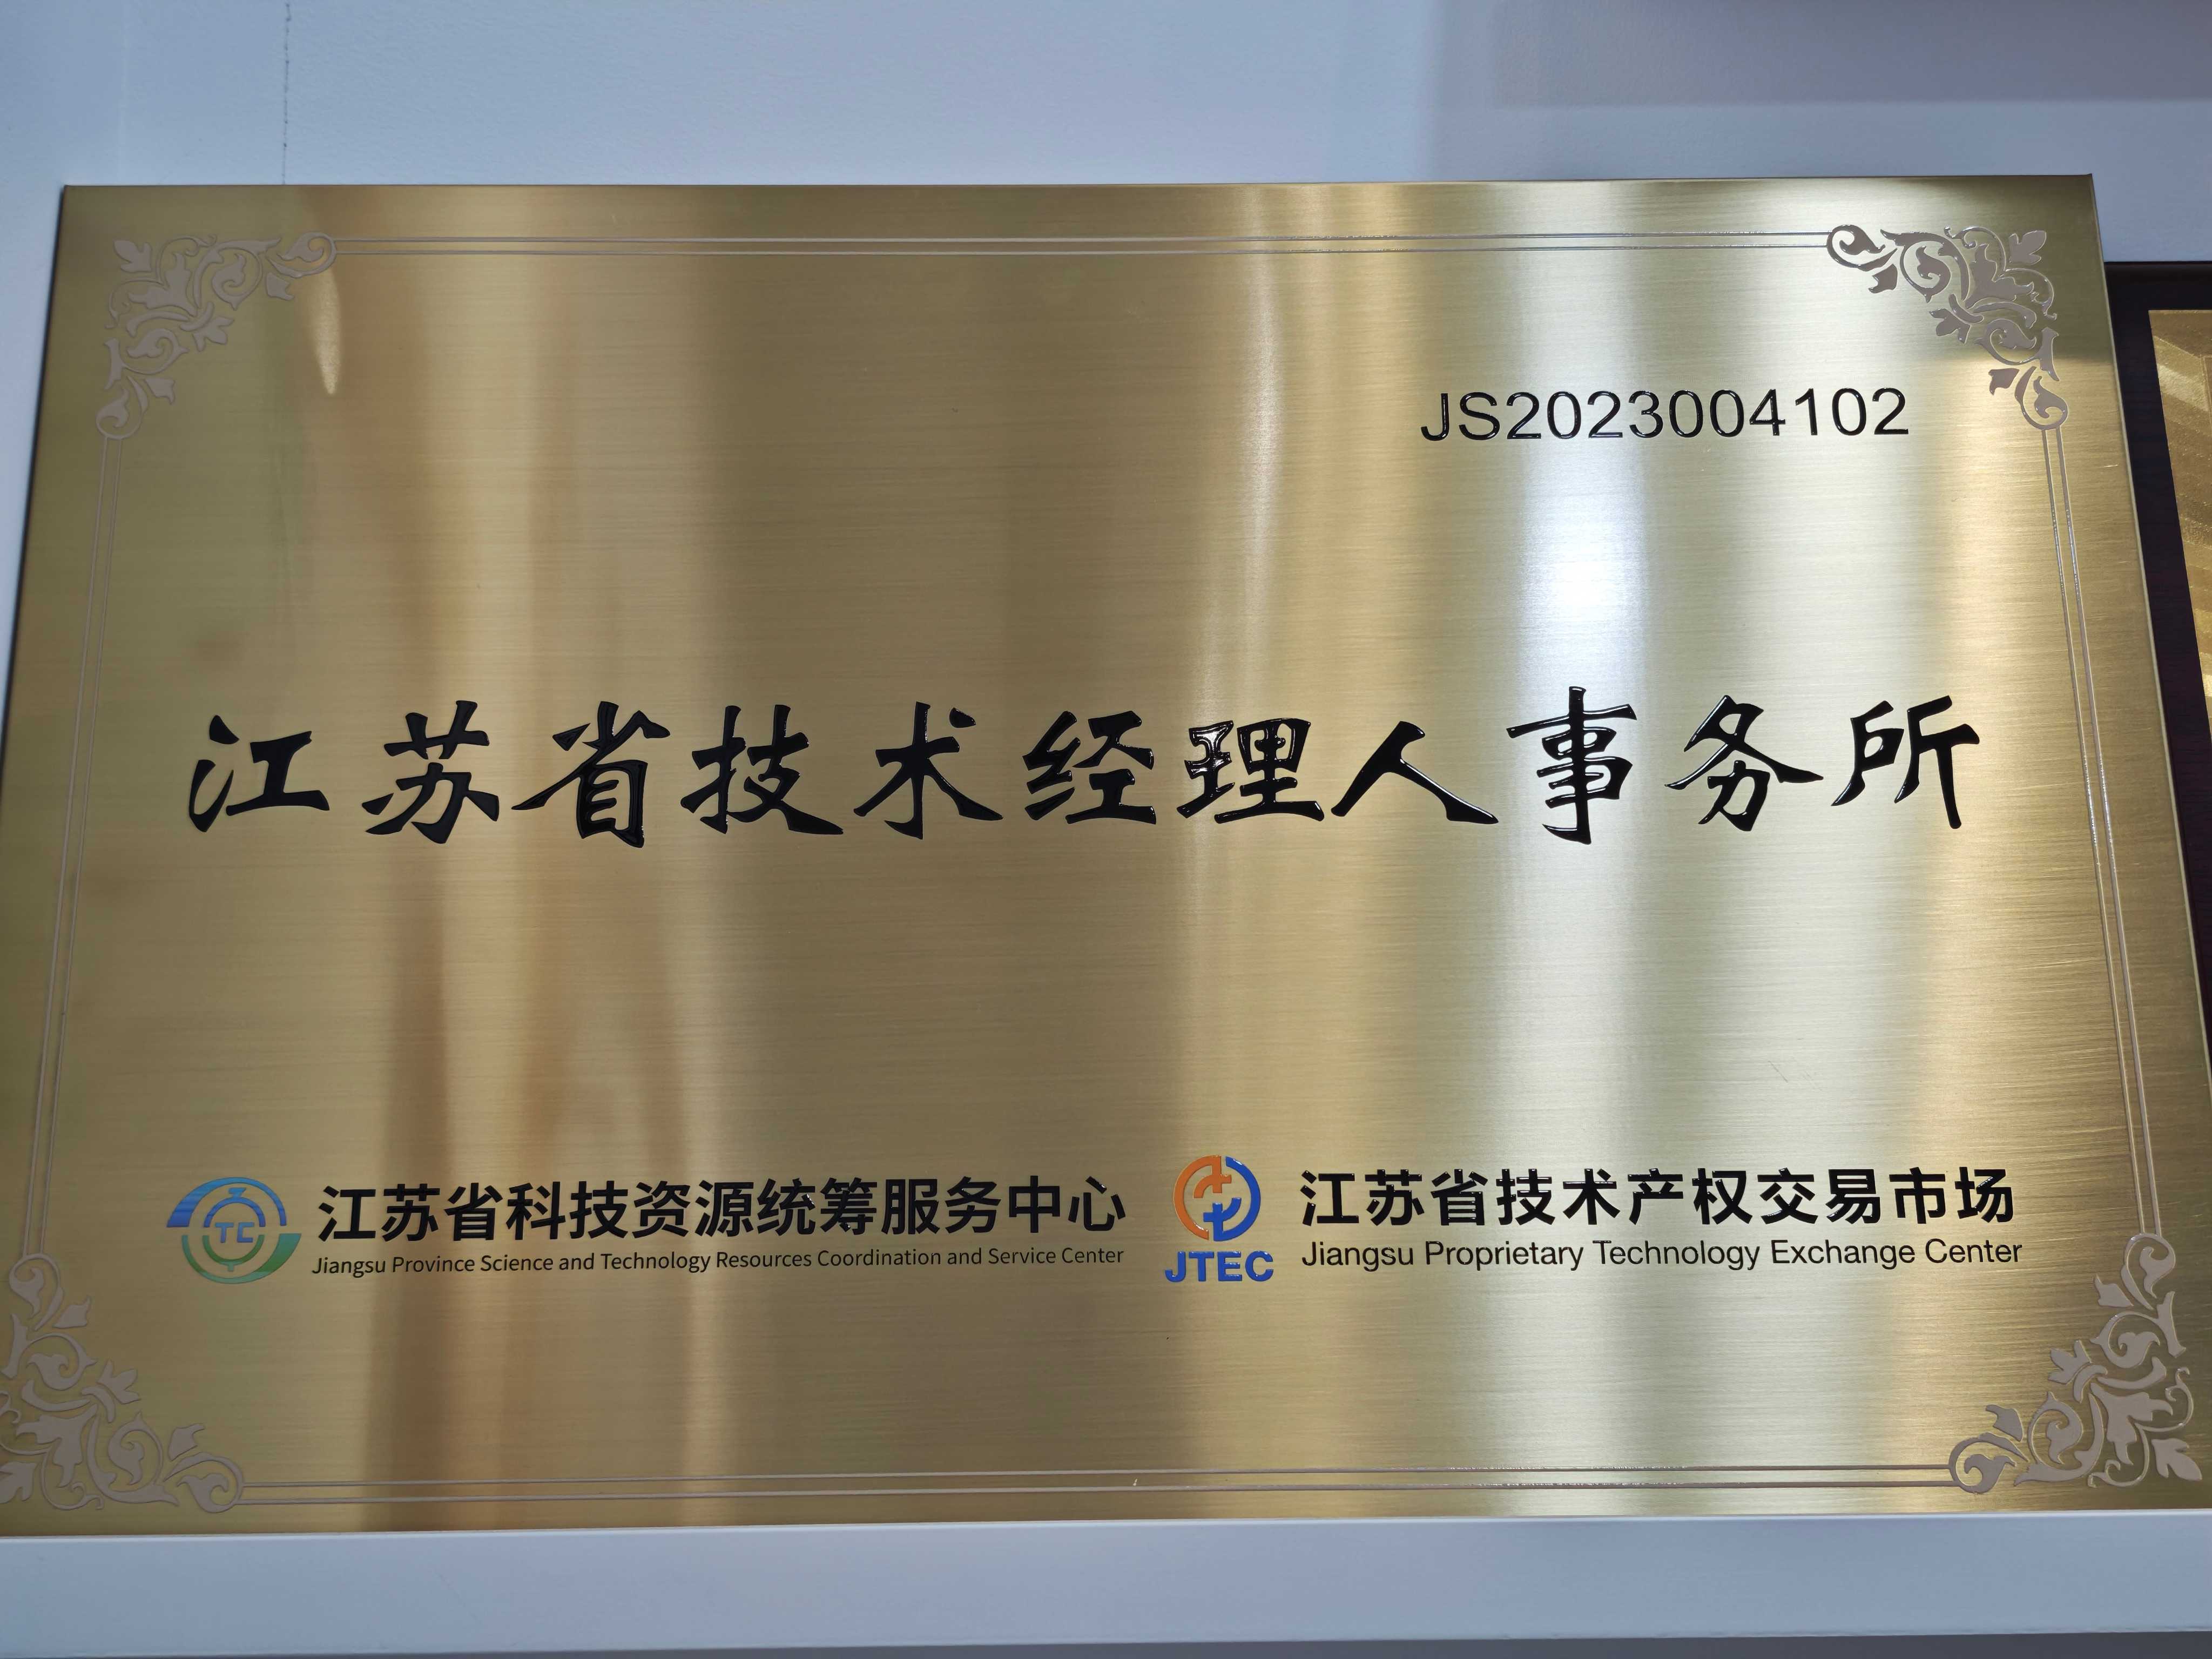 JS2023004102
江苏省技术经理人事务所
TC
江苏省科技资源统筹服务中心
Jiangsu Province Science and Technology Resources Coordination and Service Center
JTEC
江苏省技术产权交易市场
Jiangsu Proprietary Technology Exchange Center